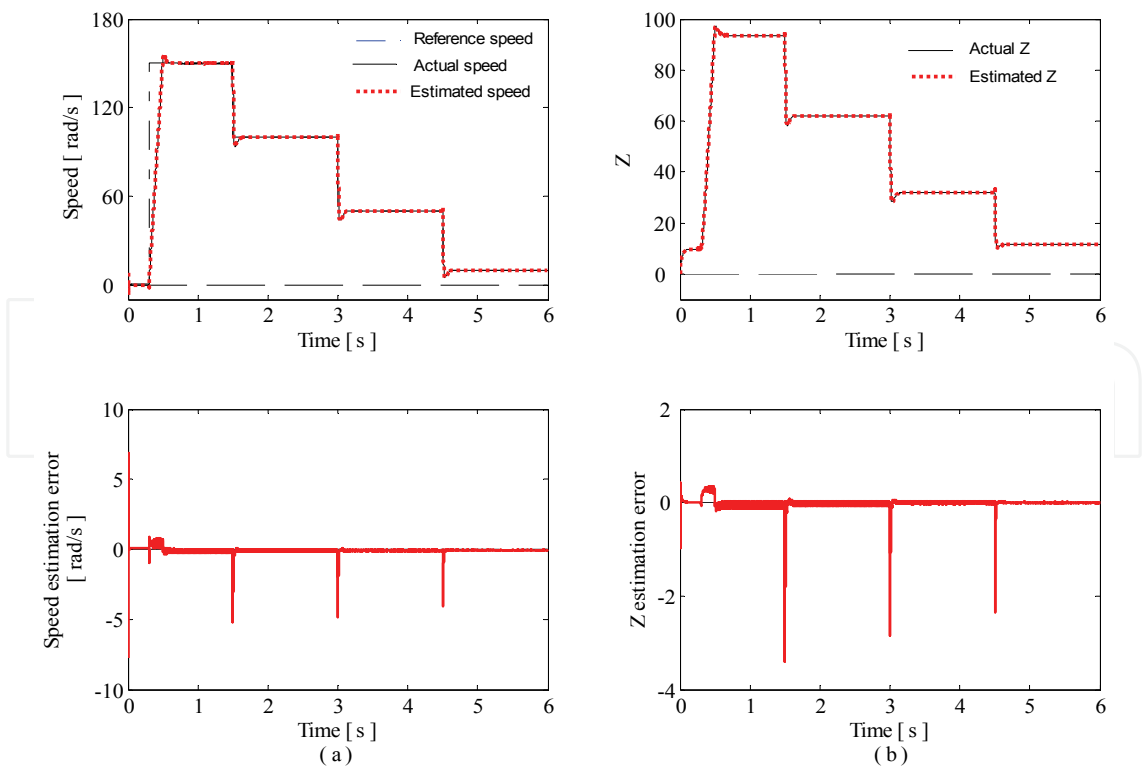 150
120
60
0
Speed [ rad/s ]
Reference speed
Actual speed
Estimated speed
0 1 2 3 4 5 6
Time [ s ]
100
80
60
40
20
0
-10
Z
Actual Z
Estimated Z
0 1 2 3 4 5 6
Time [ s ]
10
5
0
-5
-10
Speed estimation error
[ rad/s ]
0 1 2 3 4 5 6
Time [ s ]
( a )
2
0
-2
-4
Z estimation error
0 1 2 3 4 5 6
Time [ s ]
( b )